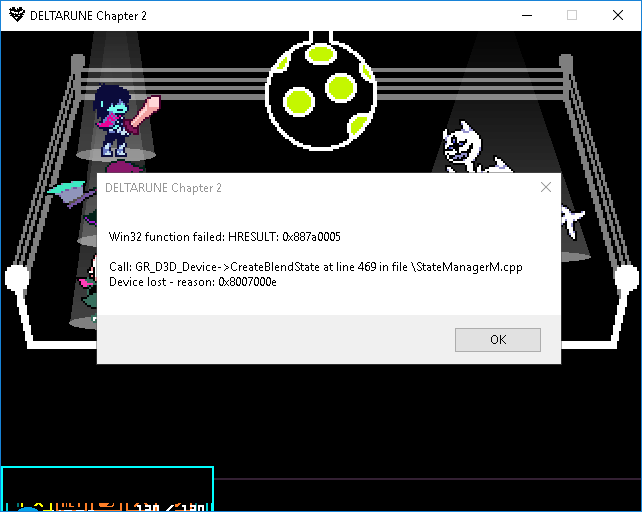 DELTARUNE Chapter 2
DELTARUNE Chapter 2
Win32 function failed: HRESULT: 0x887a0005
Call: GR_D3D_Device->CreateBlendState at line 469 in file \StateManagerM.cpp
Device lost - reason: 0x8007000e
OK